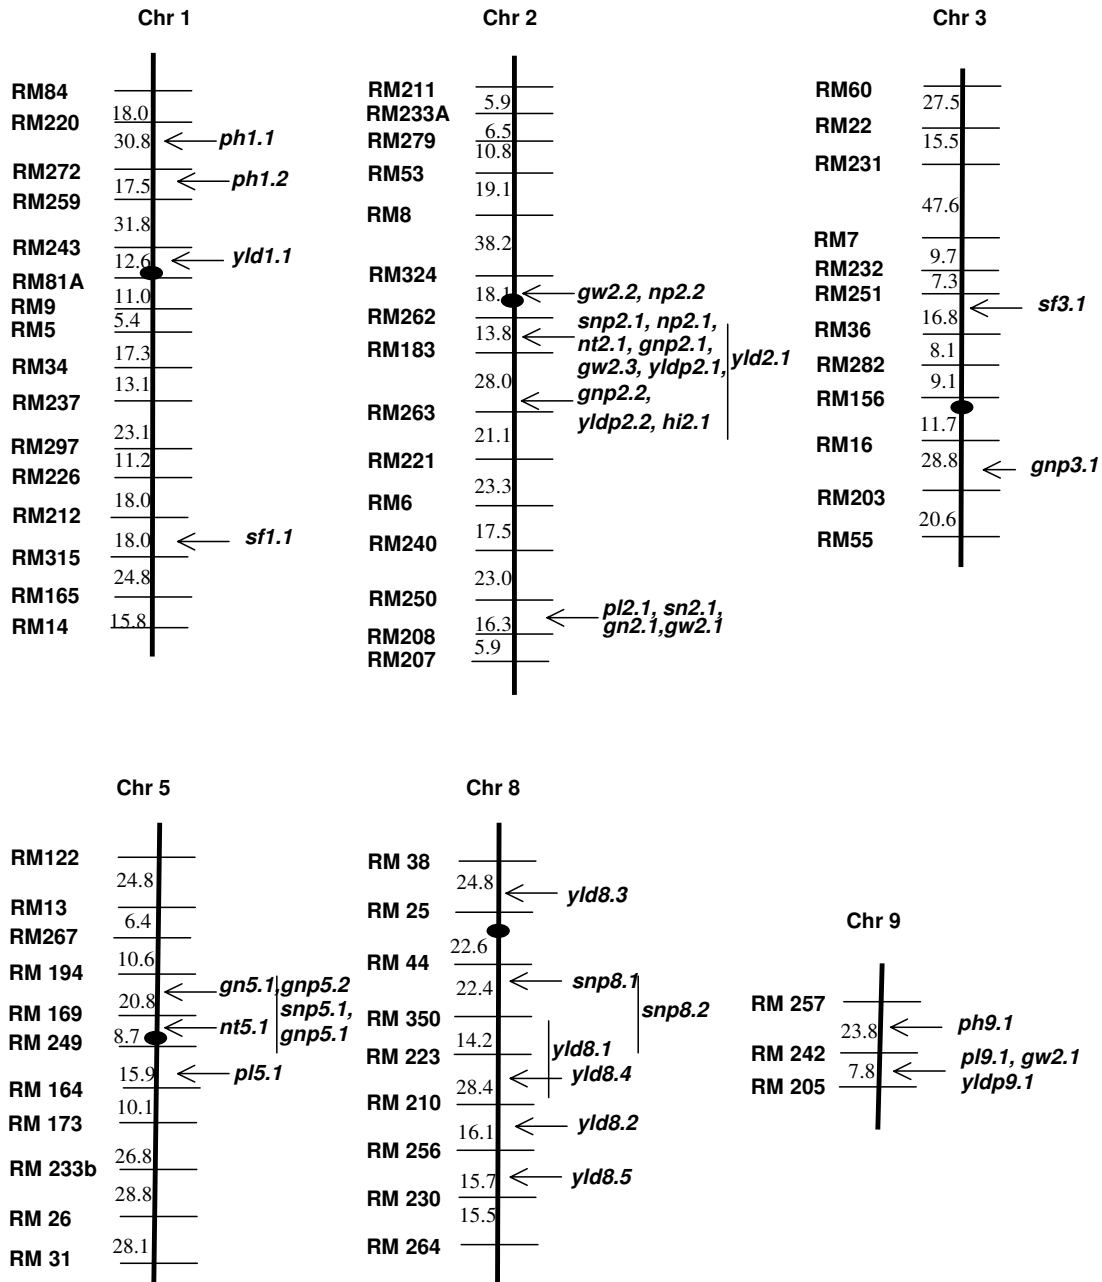 Chr 1
RM84
18.0
RM220
30.8
ph1.1
RM272
17.5
ph1.2
RM259
31.8
RM243
12.6
yld1.1
RM81A
11.0
RM9
5.4
RM5
17.3
RM34
13.1
RM237
23.1
RM297
11.2
RM226
18.0
RM212
18.0
sf1.1
RM315
24.8
RM165
15.8
RM14
Chr 2
RM211
5.9
RM233A
6.5
RM279
10.8
RM53
19.1
RM8
38.2
RM324
18.1
gw2.2, np2.2
RM262
13.8
snp2.1, np2.1,
nt2.1, gnp2.1,
gw2.3, yldp2.1,
yld2.1
RM183
28.0
gnp2.2,
yldp2.2, hi2.1
RM263
21.1
RM221
23.3
RM6
17.5
RM240
23.0
RM250
16.3
pl2.1, sn2.1,
gn2.1,gw2.1
RM208
5.9
RM207
Chr 3
RM60
27.5
RM22
15.5
RM231
47.6
RM7
9.7
RM232
7.3
RM251
16.8
sf3.1
RM36
8.1
RM282
9.1
RM156
11.7
RM16
28.8
gnp3.1
RM203
20.6
RM55
Chr 5
RM122
24.8
RM13
6.4
RM267
10.6
RM 194
20.8
gn5.1,gnp5.2
snp5.1,
gnp5.1
RM 169
8.7
nt5.1
RM 249
15.9
pl5.1
RM 164
10.1
RM 173
26.8
RM 233b
28.8
RM 26
28.1
RM 31
Chr 8
RM 38
24.8
yld8.3
RM 25
22.6
RM 44
22.4
snp8.1
snp8.2
RM 350
14.2
yld8.1
RM 223
28.4
yld8.4
RM 210
16.1
yld8.2
RM 256
15.7
yld8.5
RM 230
15.5
RM 264
Chr 9
RM 257
23.8
ph9.1
RM 242
7.8
pl9.1, gw2.1
yldp9.1
RM 205